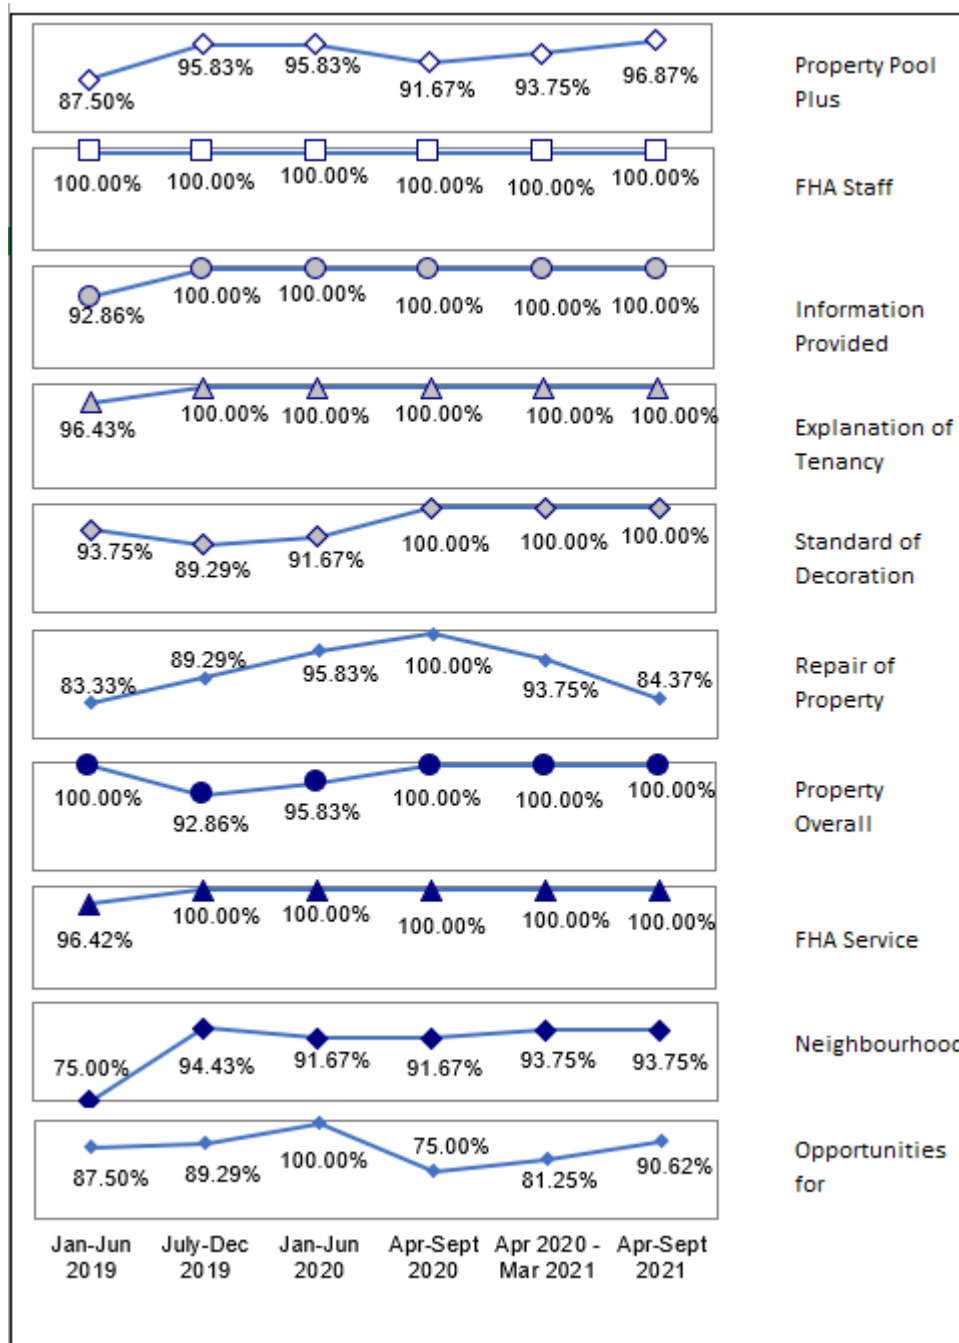 87.50%
95.83%
95.83%
91.67%
93.75%
96.87%
Property Pool
Plus
100.00%
100.00%
100.00%
100.00%
100.00%
100.00%
FHA Staff
92.86%
100.00%
100.00%
100.00%
100.00%
100.00%
Information
Provided
96.43%
100.00%
100.00%
100.00%
100.00%
100.00%
Explanation of
Tenancy
93.75%
89.29%
91.67%
100.00%
100.00%
100.00%
Standard of
Decoration
83.33%
89.29%
95.83%
100.00%
93.75%
84.37%
Repair of
Property
100.00%
92.86%
95.83%
100.00%
100.00%
100.00%
Property
Overall
96.42%
100.00%
100.00%
100.00%
100.00%
100.00%
FHA Service
75.00%
94.43%
91.67%
91.67%
93.75%
93.75%
Neighbourhood
87.50%
89.29%
100.00%
75.00%
81.25%
90.62%
Opportunities
for
Jan-Jun
2019
July-Dec
2019
Jan-Jun
2020
Apr-Sept
2020
Apr 2020 -
Mar 2021
Apr-Sept
2021